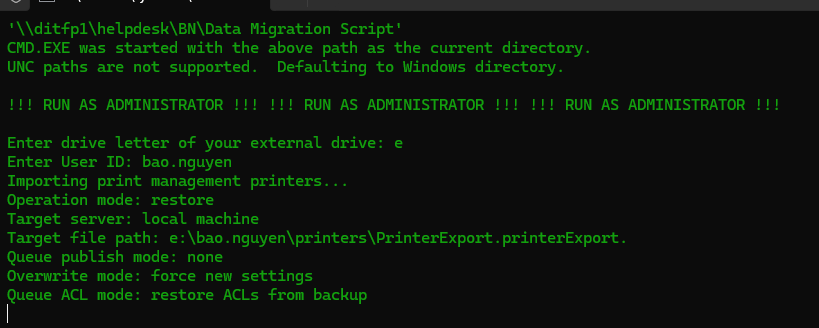 '\\ditfp1\helpdesk\BN\Data Migration Script'
CMD.EXE was started with the above path as the current directory.
UNC paths are not supported.  Defaulting to Windows directory.
!!! RUN AS ADMINISTRATOR !!! !!! RUN AS ADMINISTRATOR !!! !!! RUN AS ADMINISTRATOR !!!
Enter drive letter of your external drive: e
Enter User ID: bao.nguyen
Importing print management printers...
Operation mode: restore
Target server: local machine
Target file path: e:\bao.nguyen\printers\PrinterExport.printerExport.
Queue publish mode: none
Overwrite mode: force new settings
Queue ACL mode: restore ACLs from backup